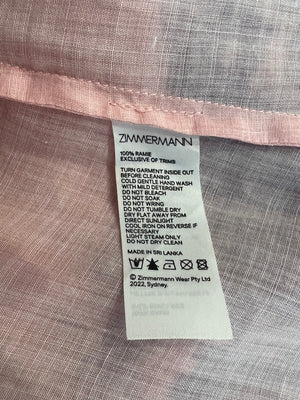 ZIMMERMANN
100% RAMIE
EXCLUSIVE OF TRIMS
TURN GARMENT INSIDE OUT
BEFORE CLEANING
COLD GENTLE HAND WASH
WITH MILD DETERGENT
DO NOT BLEACH
DO NOT SOAK
DO NOT WRING
DO NOT TUMBLE DRY
DRY FLAT AWAY FROM
DIRECT SUNLIGHT
COOL IRON ON REVERSE IF
NECESSARY
LIGHT STEAM ONLY
DO NOT DRY CLEAN
MADE IN SRI LANKA
© Zimmermann Wear Pty Ltd
2022, Sydney.